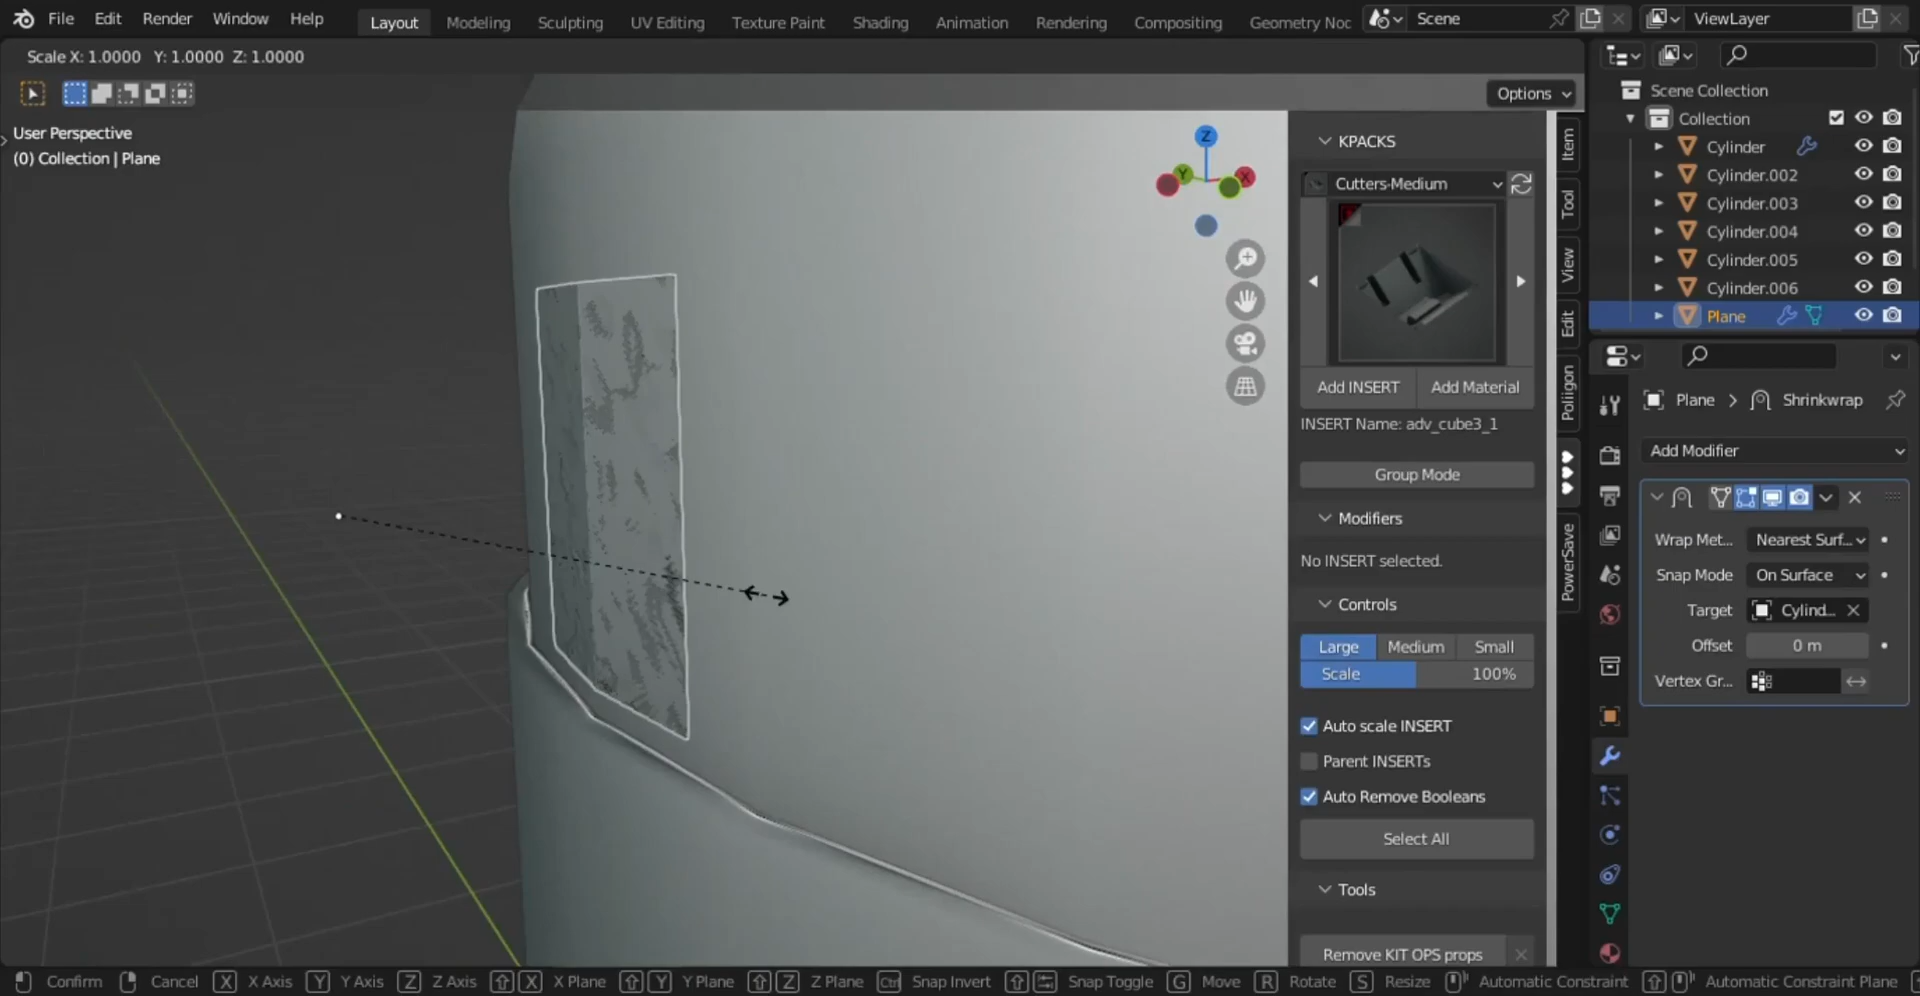 File Edit Render Window Help
Layout Modeling Sculpting UV Editing Texture Paint Shading Animation Rendering Compositing Geometry Noc
Scene
ViewLayer
Scale X: 1.0000 Y: 1.0000 Z: 1.0000
Options
User Perspective
(0) Collection | Plane
Z
Y
X
KPACKS
Cutters-Medium
Add INSERT
Add Material
INSERT Name: adv_cube3_1
Group Mode
Modifiers
No INSERT selected.
Controls
Large Medium Small
Scale 100%
Auto scale INSERT
Parent INSERTs
Auto Remove Booleans
Select All
Tools
Remove KIT OPS props
Item
Tool
View
Edit
Poliigon
PowerSave
Scene Collection
Collection
Cylinder
Cylinder.002
Cylinder.003
Cylinder.004
Cylinder.005
Cylinder.006
Plane
Plane > Shrinkwrap
Add Modifier
Wrap Met... Nearest Surf...
Snap Mode On Surface
Target Cylind...
Offset 0 m
Vertex Gr...
Confirm Cancel X X Axis Y Y Axis Z Z Axis X X Plane Y Y Plane Z Z Plane Ctrl Snap Invert Snap Toggle G Move R Rotate S Resize Automatic Constraint Automatic Constraint Plane